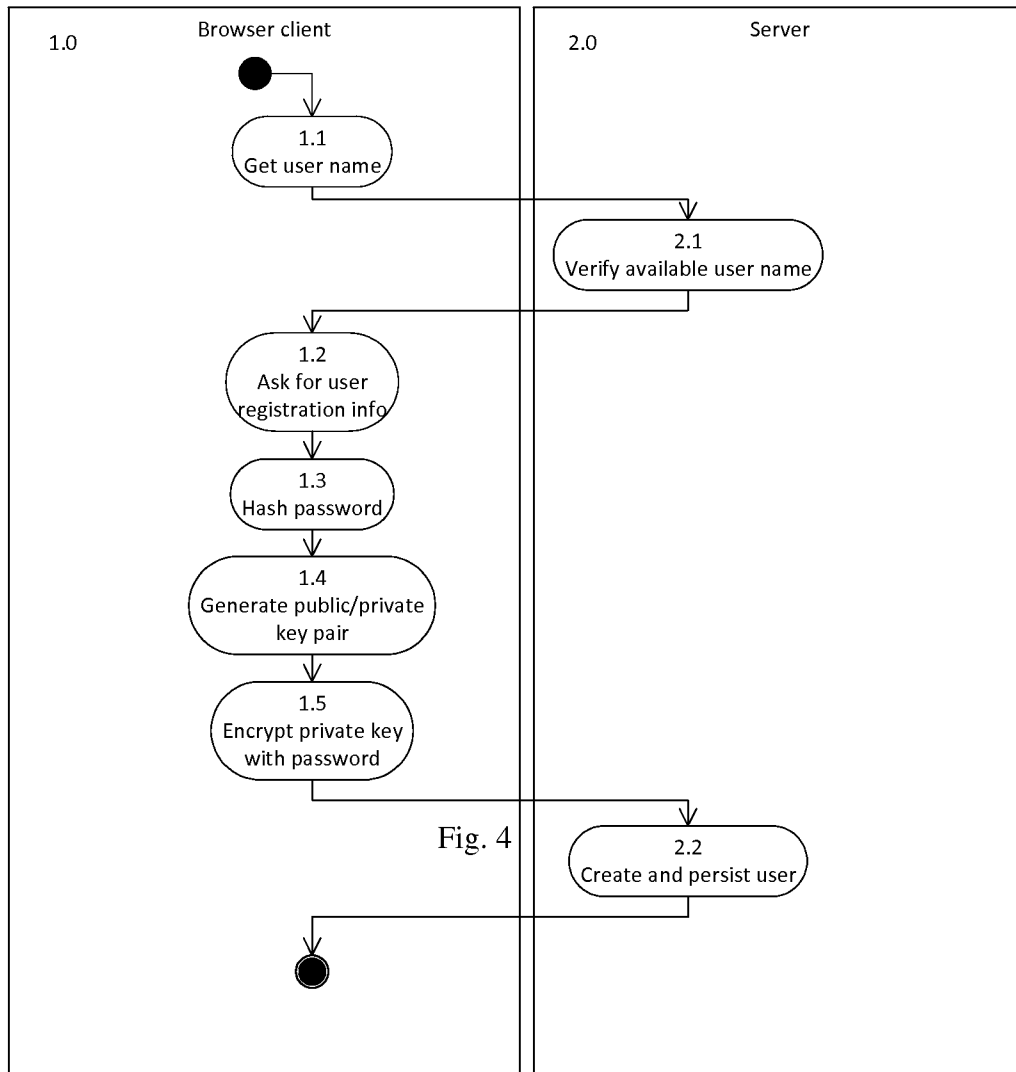 1.0
Browser client
2.0
Server
1.1
Get user name
2.1
Verify available user name
1.2
Ask for user
registration info
1.3
Hash password
1.4
Generate public/private
key pair
1.5
Encrypt private key
with password
Fig. 4
2.2
Create and persist user